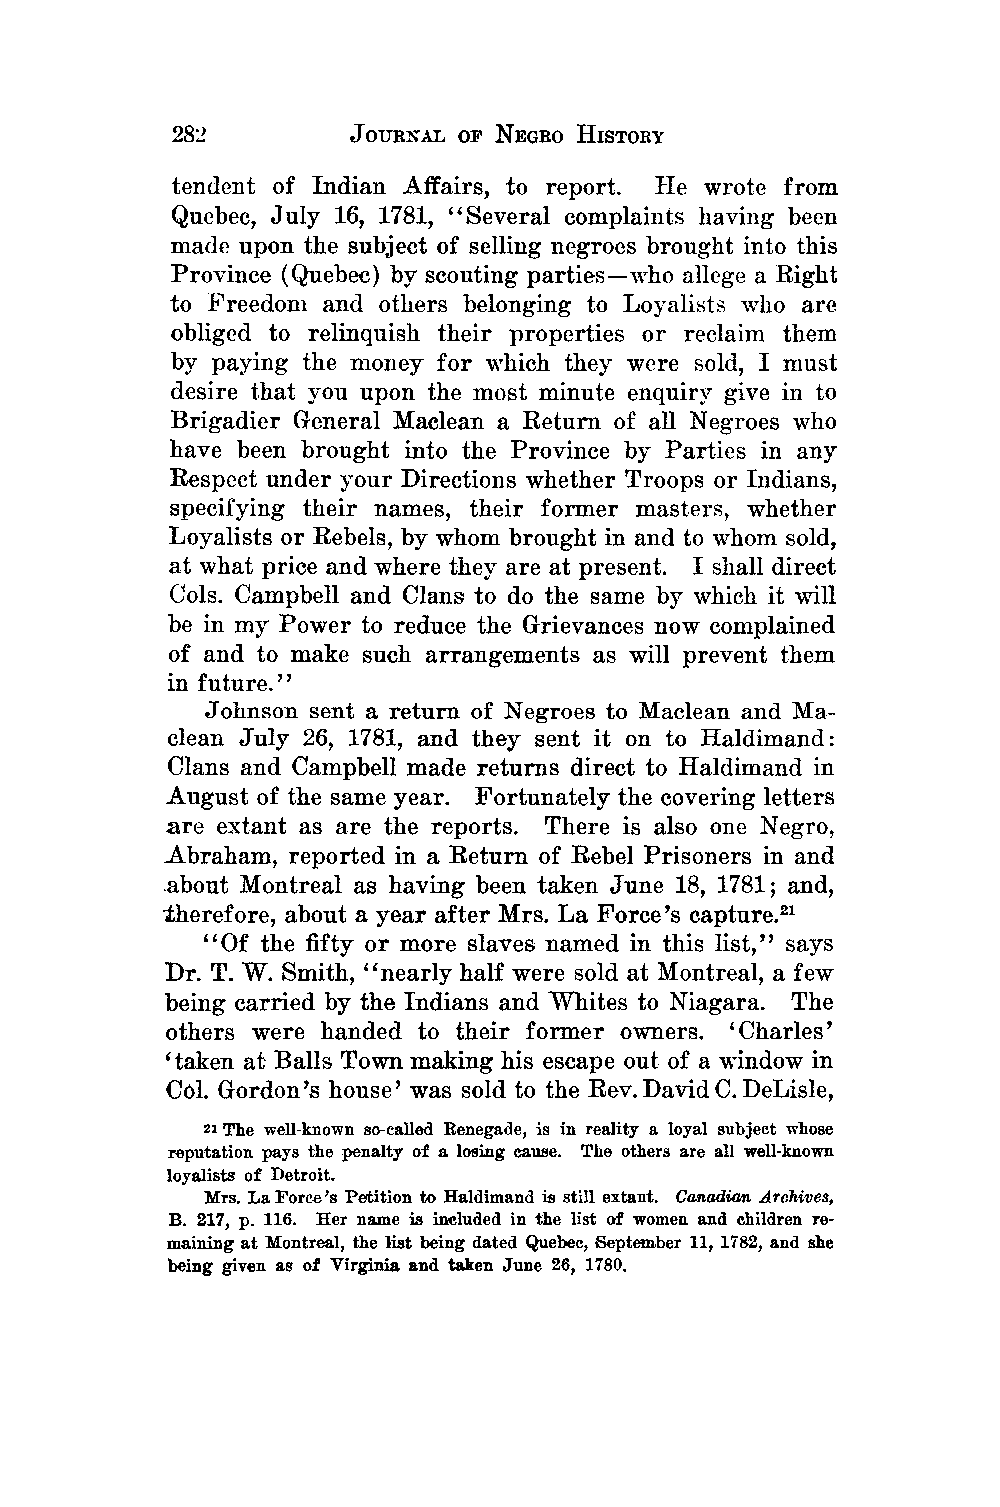 282 JOURNAL OF NEGRO HISTORY
tendent of Indian Affairs, to report. He wrote from
Quebec, July 16, 1781, “Several complaints having been
made upon the subject of selling negroes brought into this
Province (Quebec) by scouting parties—who allege a Right
to Freedom and others belonging to Loyalists who are
obliged to relinquish their properties or reclaim them
by paying the money for which they were sold, I must
desire that you upon the most minute enquiry give in to
Brigadier General Maclean a Return of all Negroes who
have been brought into the Province by Parties in any
Respect under your Directions whether Troops or Indians,
specifying their names, their former masters, whether
Loyalists or Rebels, by whom brought in and to whom sold,
at what price and where they are at present. I shall direct
Cols. Campbell and Clans to do the same by which it will
be in my Power to reduce the Grievances now complained
of and to make such arrangements as will prevent them
in future.”
Johnson sent a return of Negroes to Maclean and Ma-
clean July 26, 1781, and they sent it on to Haldimand:
Clans and Campbell made returns direct to Haldimand in
August of the same year. Fortunately the covering letters
are extant as are the reports. There is also one Negro,
Abraham, reported in a Return of Rebel Prisoners in and
about Montreal as having been taken June 18, 1781; and,
therefore, about a year after Mrs. La Force’s capture.21
“Of the fifty or more slaves named in this list,” says
Dr. T. W. Smith, “nearly half were sold at Montreal, a few
being carried by the Indians and Whites to Niagara. The
others were handed to their former owners. ‘Charles’
‘taken at Balls Town making his escape out of a window in
Col. Gordon’s house’ was sold to the Rev. David C. DeLisle,
21 The well-known so-called Renegade, is in reality a loyal subject whose
reputation pays the penalty of a losing cause. The others are all well-known
loyalists of Detroit.
Mrs. La Force’s Petition to Haldimand is still extant. Canadian Archives,
B. 217, p. 116. Her name is included in the list of women and children re-
maining at Montreal, the list being dated Quebec, September 11, 1782, and she
being given as of Virginia and taken June 26, 1780.